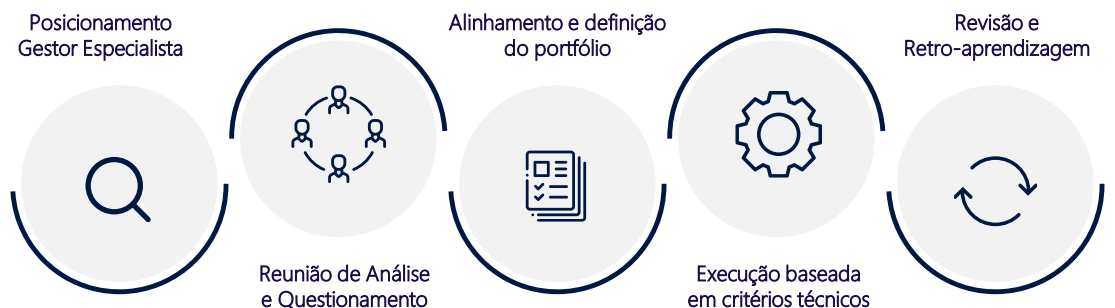 Posicionamento
Gestor Especialista
Reunião de Análise
e Questionamento
Alinhamento e definição
do portfólio
Execução baseada
em critérios técnicos
Revisão e
Retro-aprendizagem